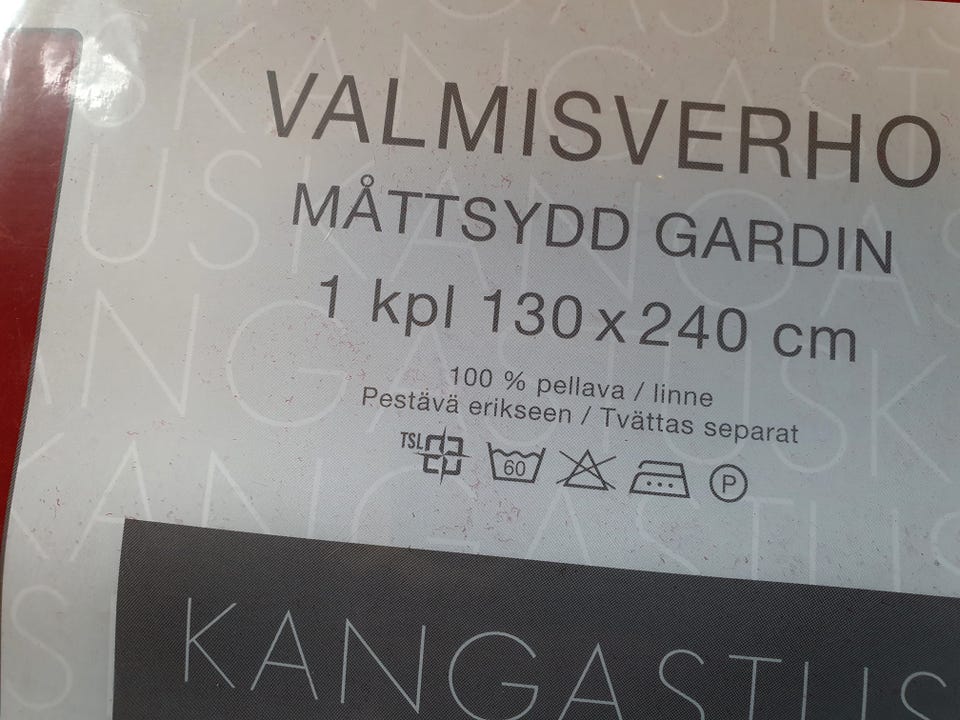 VALMISVERHO
MÅTTSYDD GARDIN
1 kpl 130 x 240 cm
100 % pellava / linne
Pestävä erikseen / Tvättas separat
TSL 60 P
KANGASTUS